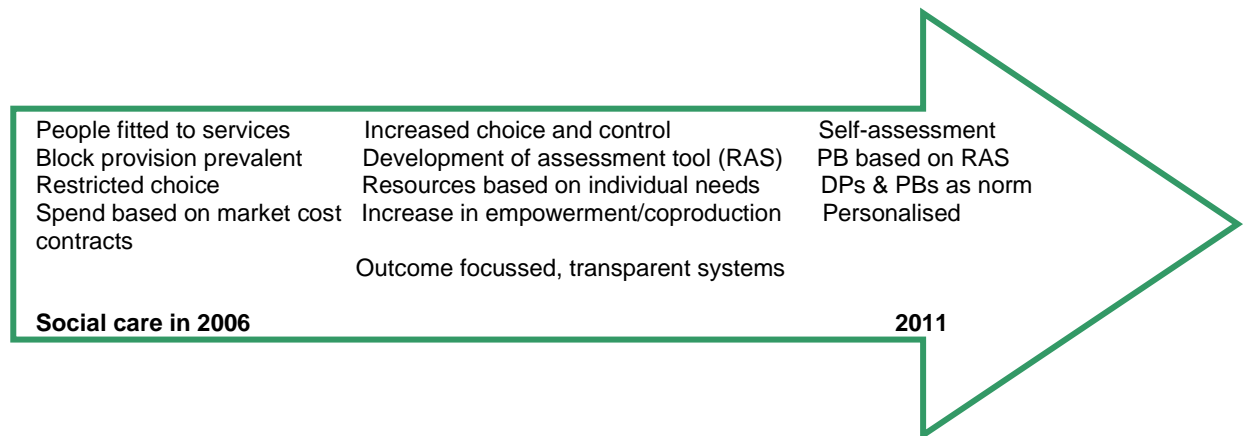 People fitted to services Increased choice and control Self-assessment
Block provision prevalent Development of assessment tool (RAS) PB based on RAS
Restricted choice Resources based on individual needs DPs & PBs as norm
Spend based on market cost Increase in empowerment/coproduction Personalised
contracts
Outcome focussed, transparent systems
Social care in 2006 2011